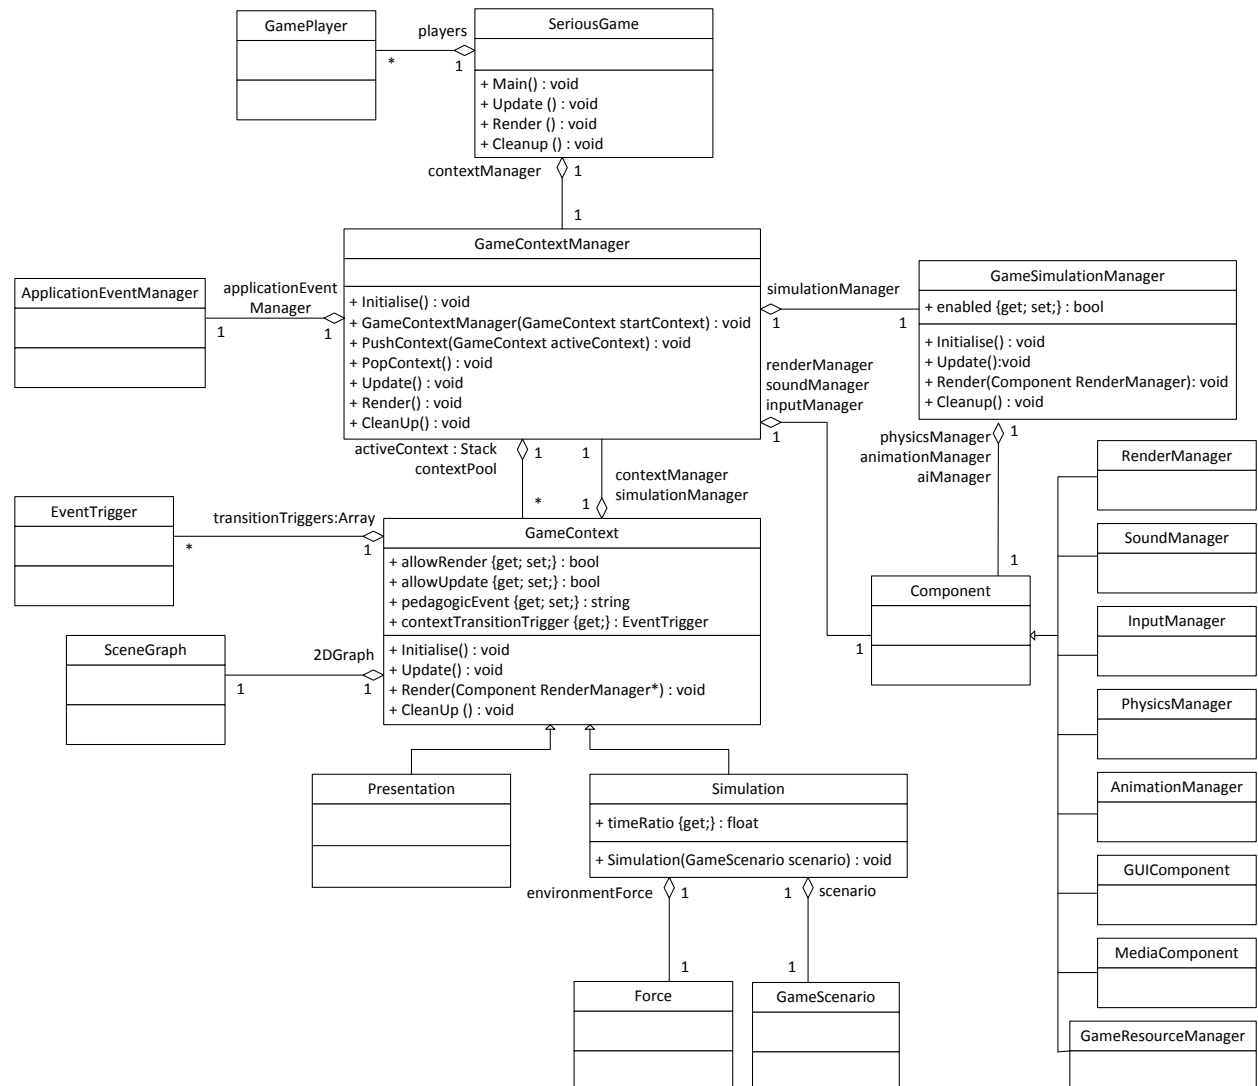 GamePlayer
players
*
1
SeriousGame
+ Main() : void
+ Update () : void
+ Render () : void
+ Cleanup () : void
contextManager
1
1
GameContextManager
+ Initialise() : void
+ GameContextManager(GameContext startContext) : void
+ PushContext(GameContext activeContext) : void
+ PopContext() : void
+ Update() : void
+ Render() : void
+ CleanUp() : void
ApplicationEventManager
applicationEvent
Manager
1
1
simulationManager
1
1
GameSimulationManager
+ enabled {get; set;} : bool
+ Initialise() : void
+ Update():void
+ Render(Component RenderManager): void
+ Cleanup() : void
renderManager
soundManager
inputManager
1
1
physicsManager
animationManager
aiManager
1
1
activeContext : Stack
contextPool
1
*
1
1
contextManager
simulationManager
EventTrigger
transitionTriggers:Array
*
1
GameContext
+ allowRender {get; set;} : bool
+ allowUpdate {get; set;} : bool
+ pedagogicEvent {get; set;} : string
+ contextTransitionTrigger {get;} : EventTrigger
+ Initialise() : void
+ Update() : void
+ Render(Component RenderManager*) : void
+ CleanUp () : void
SceneGraph
2DGraph
1
1
Component
RenderManager
SoundManager
InputManager
PhysicsManager
AnimationManager
GUIComponent
MediaComponent
GameResourceManager
Presentation
Simulation
+ timeRatio {get;} : float
+ Simulation(GameScenario scenario) : void
environmentForce
1
1
scenario
1
1
Force
GameScenario